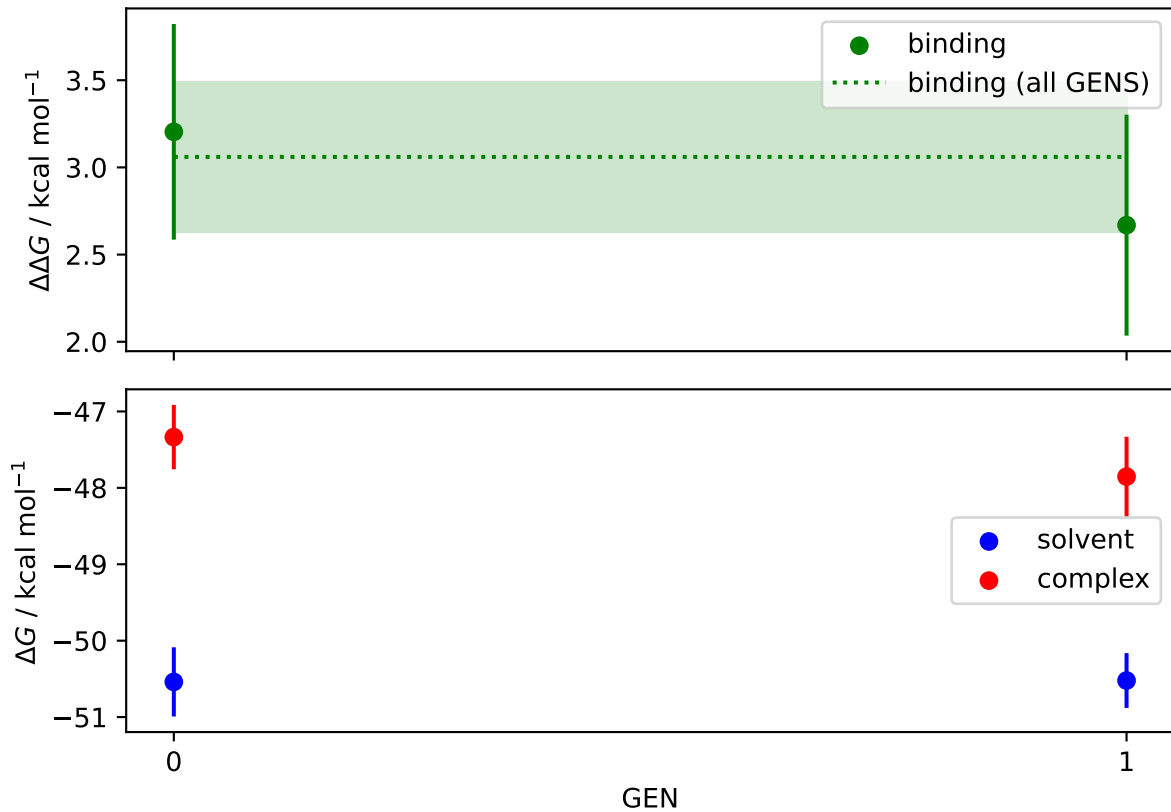 binding
binding (all GENS)
3.5
3.0
2.5
2.0
ΔΔG / kcal mol⁻¹
−47
−48
−49
−50
−51
ΔG / kcal mol⁻¹
solvent
complex
0
1
GEN